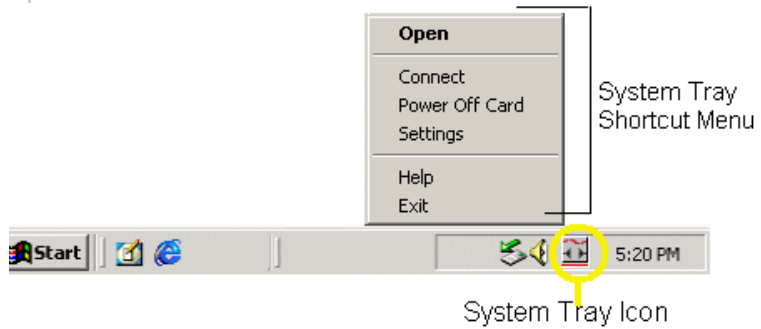 Open
Connect
Power Off Card
Settings
Help
Exit
System Tray
Shortcut Menu
Start
5:20 PM
System Tray Icon